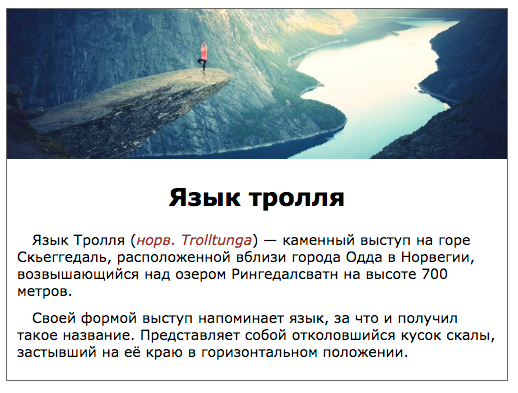 Язык тролля
Язык Тролля (норв. Trolltunga) — каменный выступ на горе
Скьеггедаль, расположенной вблизи города Одда в Норвегии,
возвышающийся над озером Рингедалсватн на высоте 700
метров.
Своей формой выступ напоминает язык, за что и получил
такое название. Представляет собой отколовшийся кусок скалы,
застывший на её краю в горизонтальном положении.